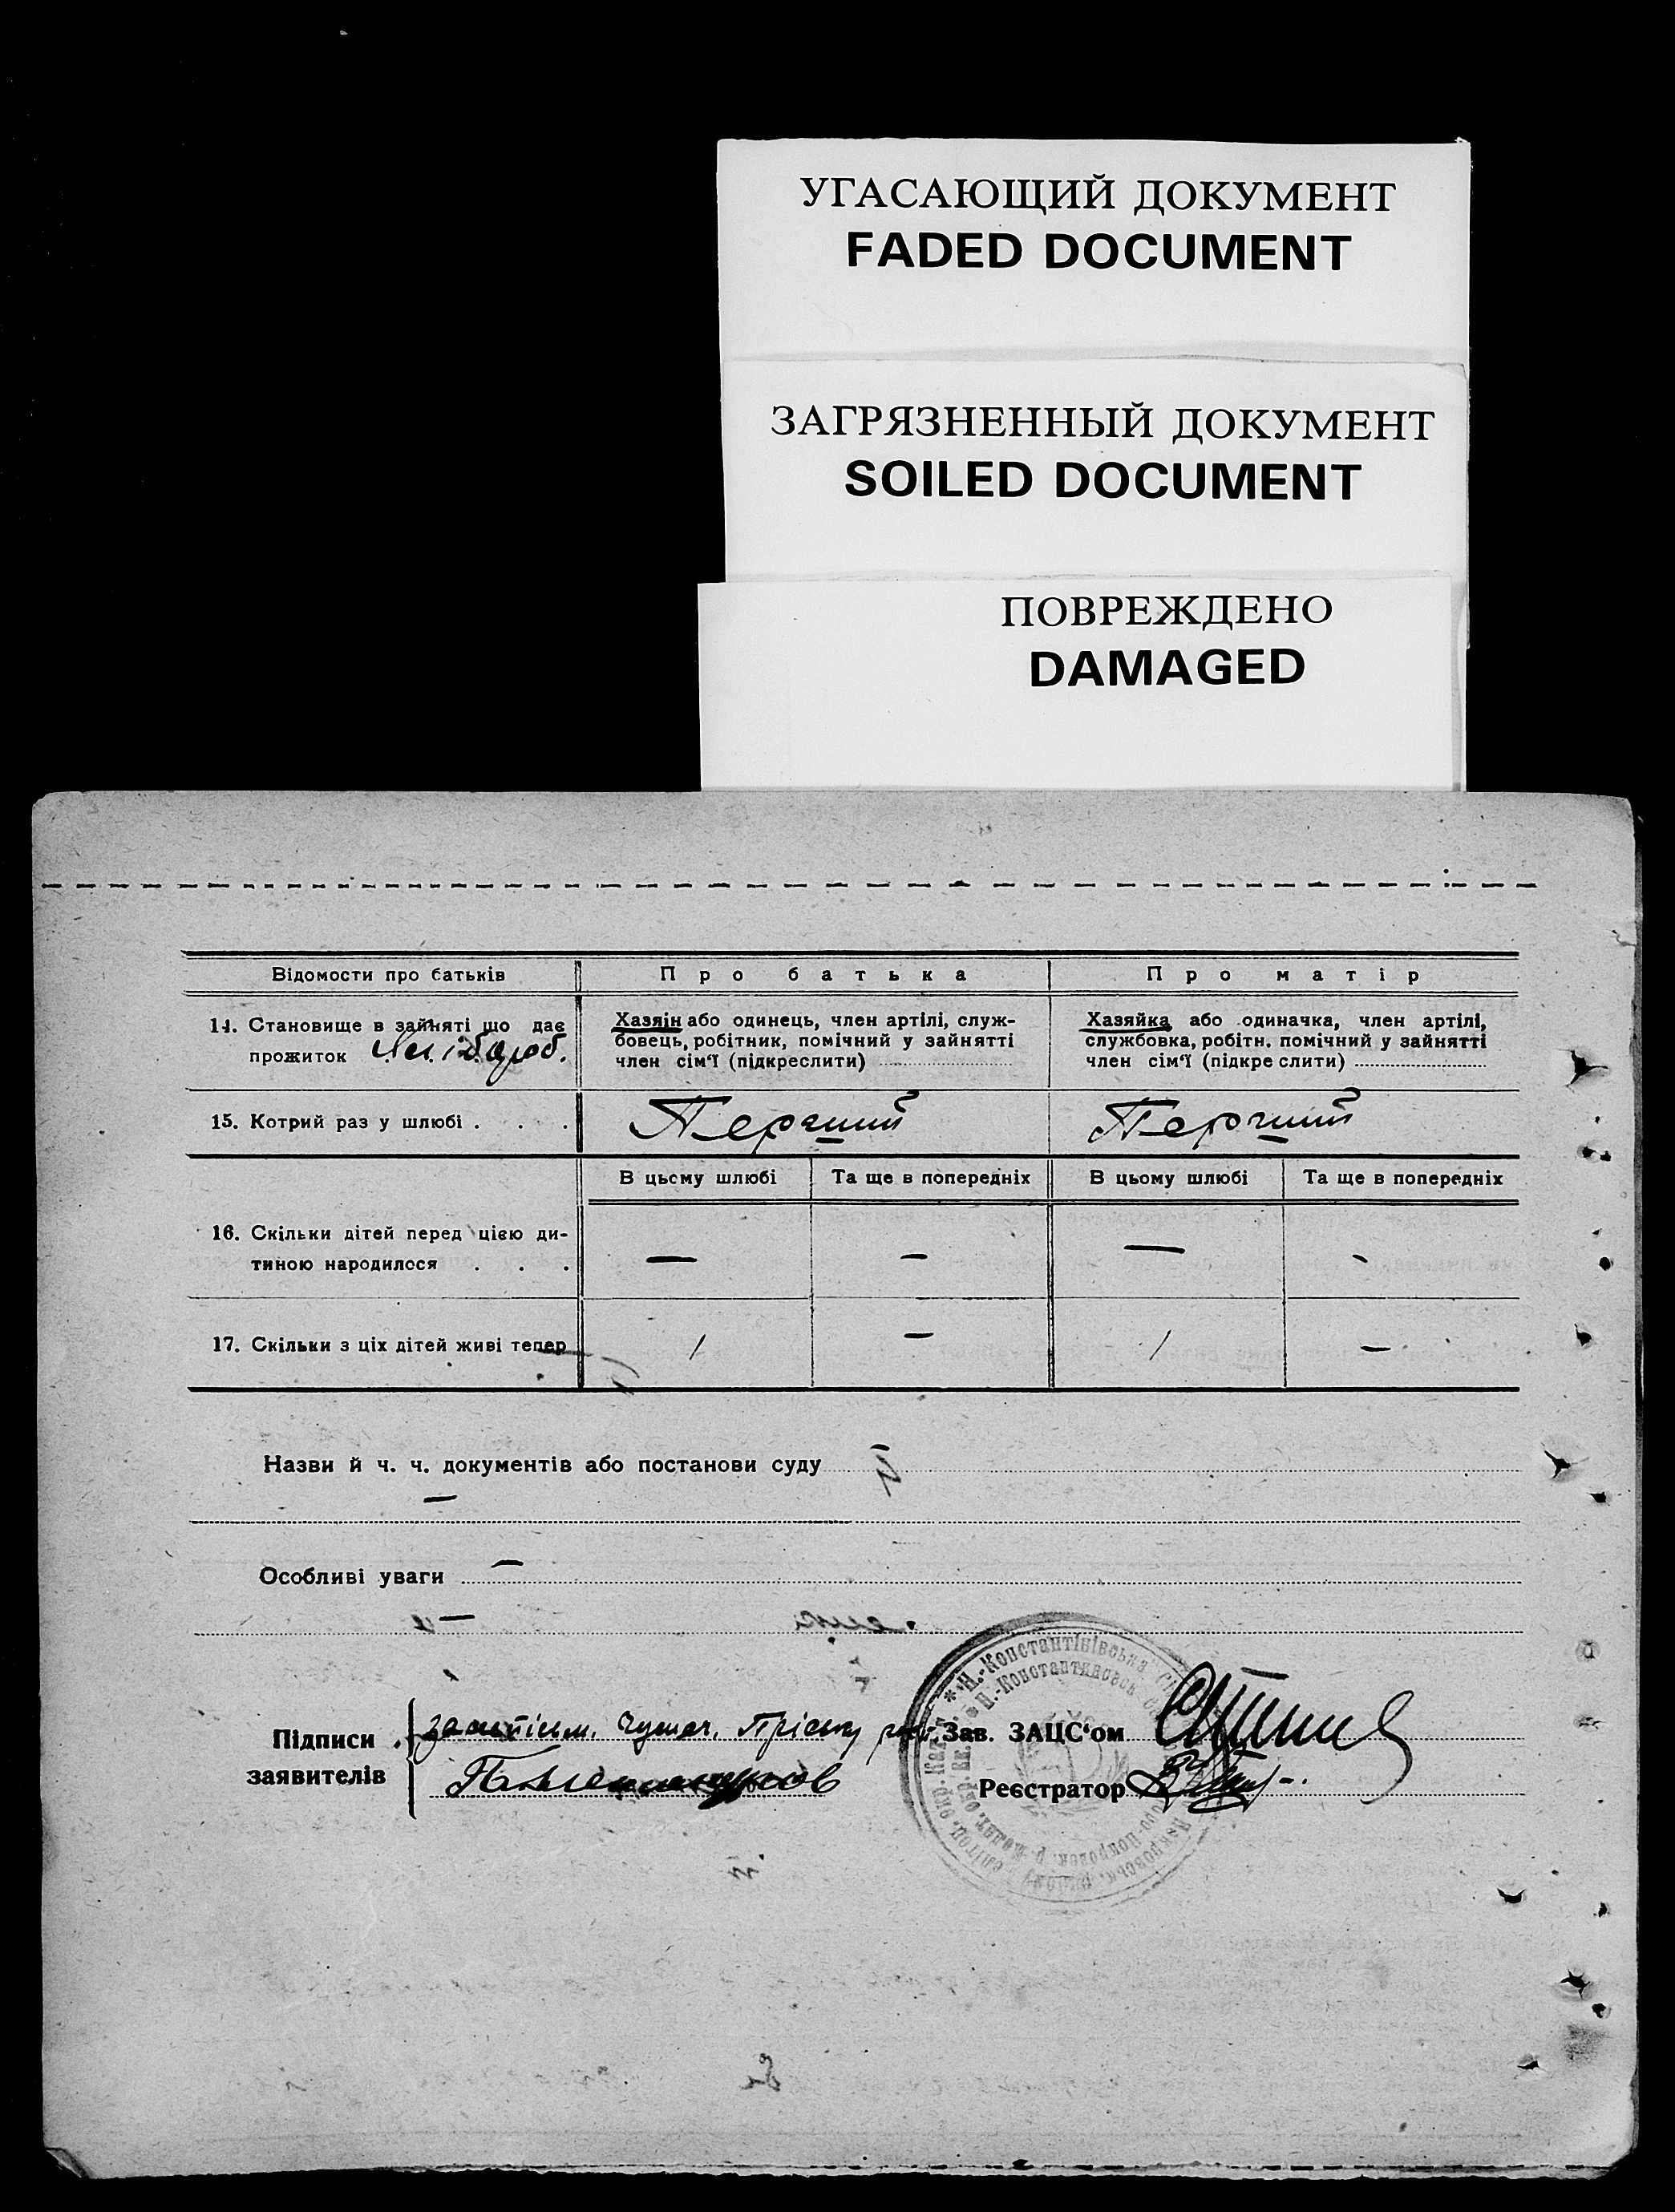 УГАСАЮЩИЙ ДОКУМЕНТ
FADED DOCUMENT
ЗАГРЯЗНЕННЫЙ ДОКУМЕНТ
SOILED DOCUMENT
ПОВРЕЖДЕНО
DAMAGED
Відомости про батьків
Про батька
Про матір
14. Становище в зайняті що дає
прожиток
Хазяїн або одинець, член артілі, служ-
бовець, робітник, помічний у зайнятті
член сім‘ї (підкреслити)
Хазяйка або одиначка, член артілі,
службовка, робітн. помічний у зайнятті
член сім‘ї (підкреслити)
15. Котрий раз у шлюбі . . .
Перший
Перший
В цьому шлюбі
Та ще в попередніх
В цьому шлюбі
Та ще в попередніх
16. Скільки дітей перед цією ди-
тиною народилося . . .
— — — -
17. Скільки з ціх дітей живі тепер
/ — / —
Назви й ч. ч. документів або постанови суду
—
Особливі уваги —
—
Підписи
заявителів
Зав. ЗАЦС‘ом
Реєстратор
Н.-Константінівська
Н.-Константиновск